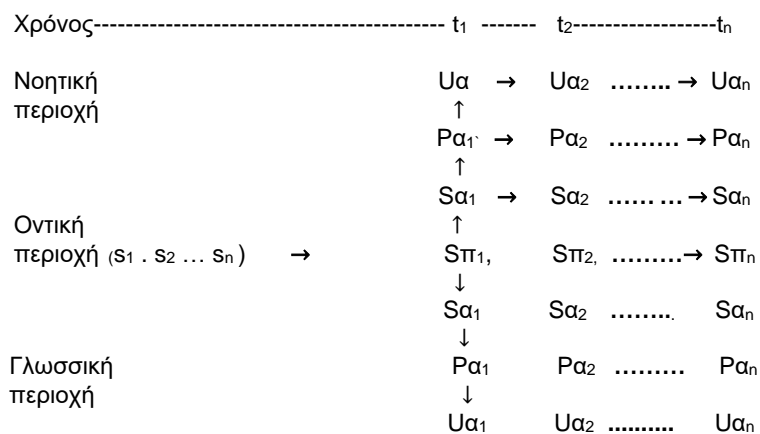 Χρόνος--------------------------------------------- t₁ ------- t₂------------------tₙ
Νοητική Uα → Uα₂ …….. → Uαₙ
περιοχή ↑
Pα₁` → Pα₂ ……… → Pαₙ
↑
Sα₁ → Sα₂ …… … → Sαₙ
Οντική ↑
περιοχή (s₁ . s₂ … sₙ ) → Sπ₁, Sπ₂, ………→ Sπₙ
↓
Sα₁ Sα₂ …….. Sαₙ
↓
Γλωσσική Pα₁ Pα₂ ……… Pαₙ
περιοχή ↓
Uα₁ Uα₂ .......... Uαₙ